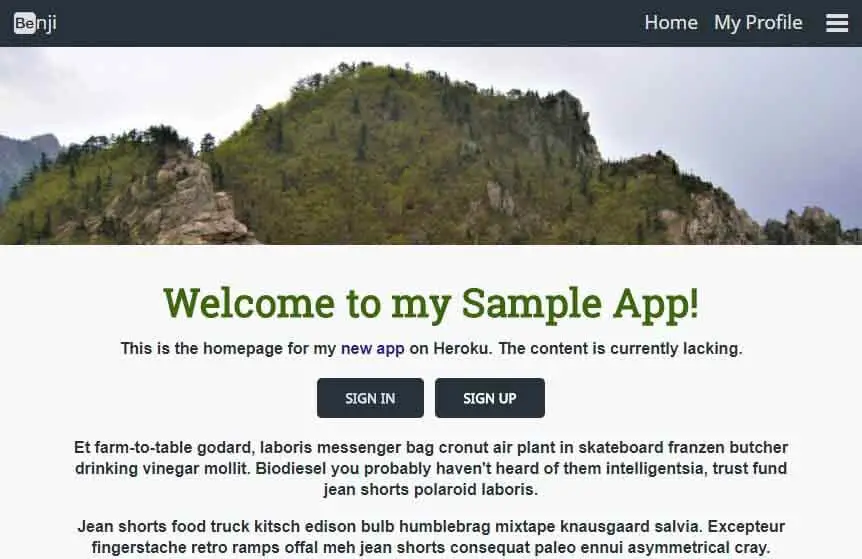 Benji
Home My Profile
Welcome to my Sample App!
This is the homepage for my new app on Heroku. The content is currently lacking.
SIGN IN SIGN UP
Et farm-to-table godard, laboris messenger bag cronut air plant in skateboard franzen butcher
drinking vinegar mollit. Biodiesel you probably haven't heard of them intelligentsia, trust fund
jean shorts polaroid laboris.
Jean shorts food truck kitsch edison bulb humblebrag mixtape knausgaard salvia. Excepteur
fingerstache retro ramps offal meh jean shorts consequat paleo ennui asymmetrical cray.